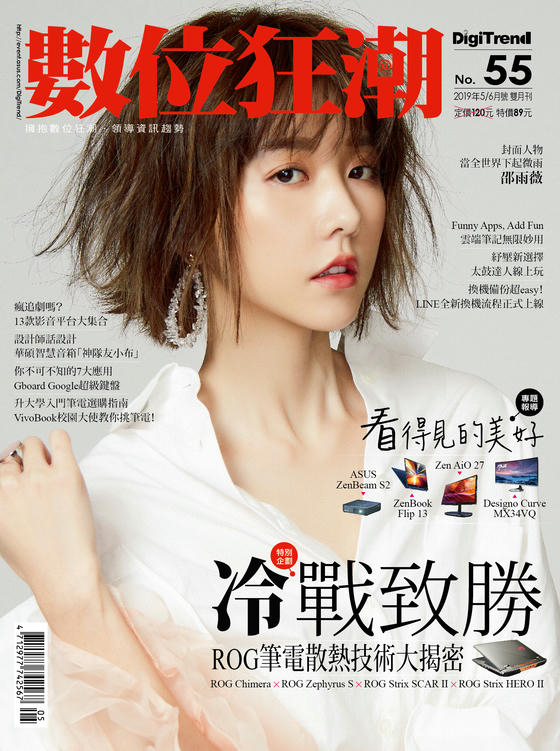 http://event.asus.com/DigiTrend/
數位狂潮
擁抱數位狂潮·領導資訊趨勢
DigiTrend
No. 55
2019年5/6月號 雙月刊
定價120元 特價89元
封面人物
當全世界下起微雨
邵雨薇
Funny Apps, Add Fun
雲端筆記無限妙用
紓壓新選擇
太鼓達人線上玩
換機備份超easy!
LINE全新換機流程正式上線
瘋追劇嗎?
13款影音平台大集合
設計師話設計
華碩智慧音箱「神隊友小布」
你不可不知的7大應用
Gboard Google超級鍵盤
升大學入門筆電選購指南
VivoBook校園大使教你挑筆電!
專題
報導
看得見的美好
ASUS
ZenBeam S2
ZenBook
Flip 13
Zen AiO 27
Designo Curve
MX34VQ
特別
企劃
冷戰致勝
ROG筆電散熱技術大揭密
ROG Chimera × ROG Zephyrus S × ROG Strix SCAR II × ROG Strix HERO II
4 712977 742567
05